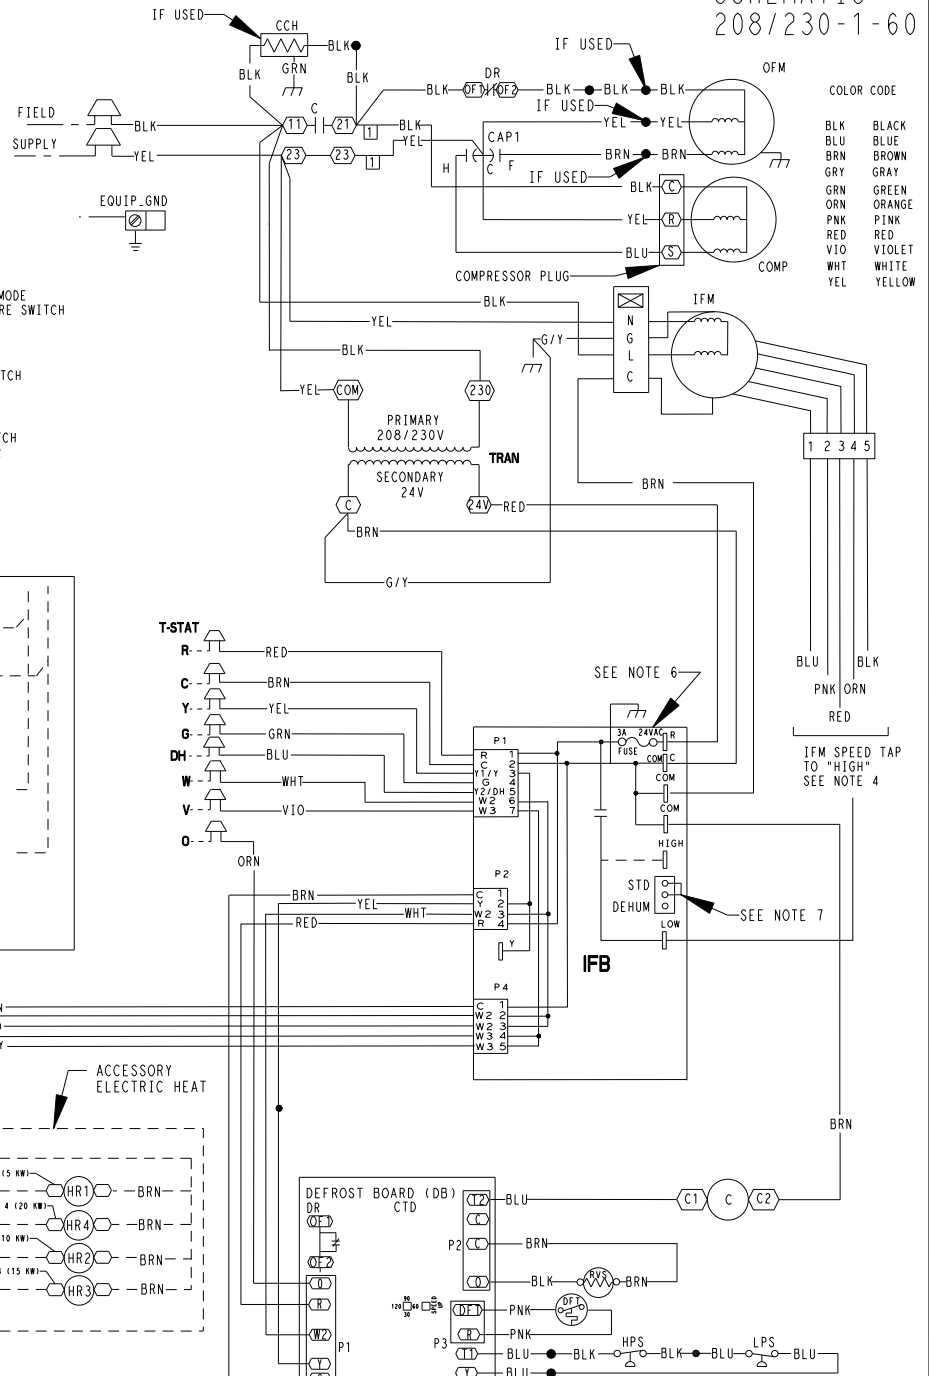 208/230-1-60
IF USED
CCH
BLK
GRN
BLK
BLK
IF USED
OFM
DR
BLK
OF1
OF2
BLK
BLK
BLK
COLOR CODE
FIELD
BLK
11
C
21
1
BLK
IF USED
YEL
YEL
BLK BLACK
BLU BLUE
BRN BROWN
GRY GRAY
GRN GREEN
ORN ORANGE
PNK PINK
RED RED
VIO VIOLET
WHT WHITE
YEL YELLOW
SUPPLY
YEL
23
23
1
YEL
CAP1
H
C
F
BRN
BRN
IF USED
BLK
C
YEL
R
BLU
S
COMP
COMPRESSOR PLUG
EQUIP_GND
MODE
RE SWITCH
BLK
IFM
YEL
N
G
L
C
G/Y
BLK
TCH
YEL
COM
230
PRIMARY
208/230V
TRAN
SECONDARY
24V
CH
1 2 3 4 5
BRN
C
24V
RED
BRN
G/Y
T-STAT
R
RED
C
BRN
Y
YEL
G
GRN
DH
BLU
W
WHT
V
VIO
O
ORN
BLU
BLK
PNK
ORN
RED
SEE NOTE 6
IFM SPEED TAP
TO "HIGH"
SEE NOTE 4
P1
R 1
C 2
Y1/Y 3
G 4
Y2/DH 5
W2 6
W3 7
3A
24VAC
R
FUSE
COM
C
COM
COM
HIGH
STD
DEHUM
SEE NOTE 7
LOW
P2
BRN
C 1
YEL
Y 2
WHT
W2 3
RED
R 4
Y
IFB
P4
C 1
W2 2
W2 3
W3 4
W3 5
N
O
Y
ACCESSORY
ELECTRIC HEAT
BRN
(5 KW)
HR1
BRN
4 (20 KW)
HR4
BRN
10 KW)
HR2
BRN
(15 KW)
HR3
BRN
DEFROST BOARD (DB)
CTD
DR
OF1
OF2
T2
BLU
C1
C
C2
C
P2
C
BRN
O
BLK
RVS
BRN
O
R
W2
P1
Y
90
120
60
30
SPEED
UP
DFT
PNK
DFT
P3
R
PNK
HPS
LPS
T1
BLU
BLK
BLK
BLU
BLU
Y
BLU